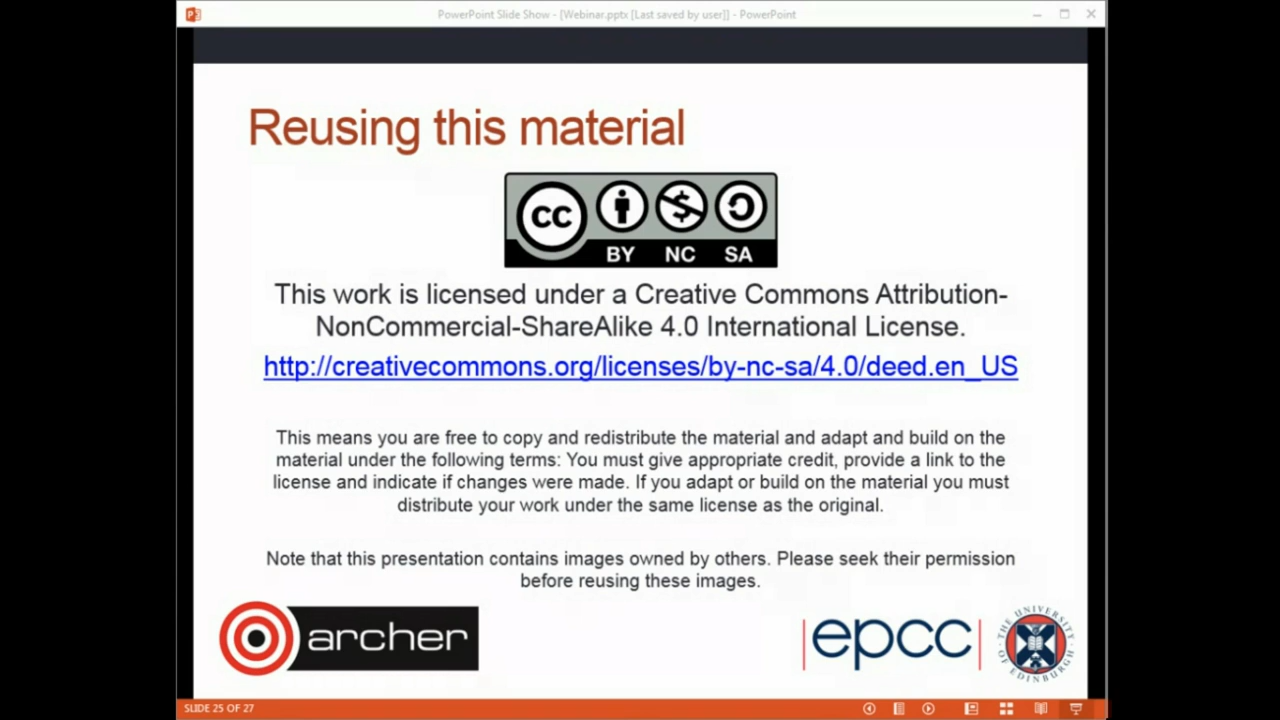 PowerPoint Slide Show - [Webinar.pptx [Last saved by user]] - PowerPoint
Reusing this material
cc
BY NC SA
This work is licensed under a Creative Commons Attribution-
NonCommercial-ShareAlike 4.0 International License.
http://creativecommons.org/licenses/by-nc-sa/4.0/deed.en_US
This means you are free to copy and redistribute the material and adapt and build on the
material under the following terms: You must give appropriate credit, provide a link to the
license and indicate if changes were made. If you adapt or build on the material you must
distribute your work under the same license as the original.
Note that this presentation contains images owned by others. Please seek their permission
before reusing these images.
archer
epcc
THE UNIVERSITY OF EDINBURGH
SLIDE 25 OF 27